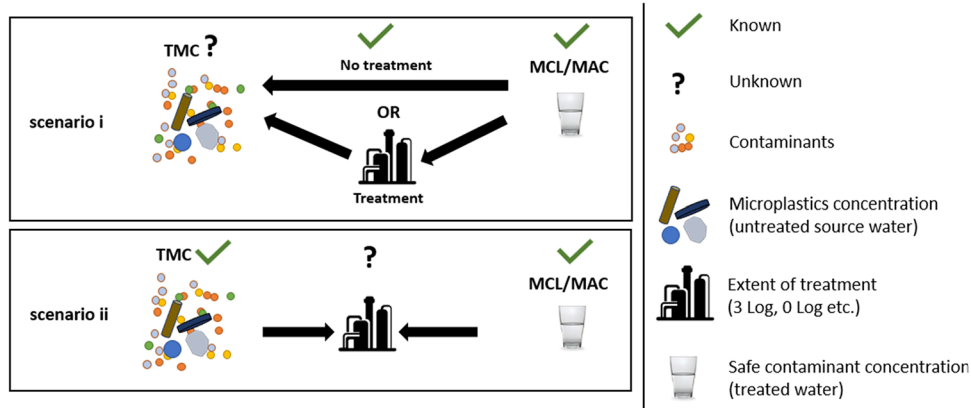 TMC ?
No treatment
MCL/MAC
scenario i
OR
Treatment
TMC
?
MCL/MAC
scenario ii
Known
? Unknown
Contaminants
Microplastics concentration
(untreated source water)
Extent of treatment
(3 Log, 0 Log etc.)
Safe contaminant concentration
(treated water)